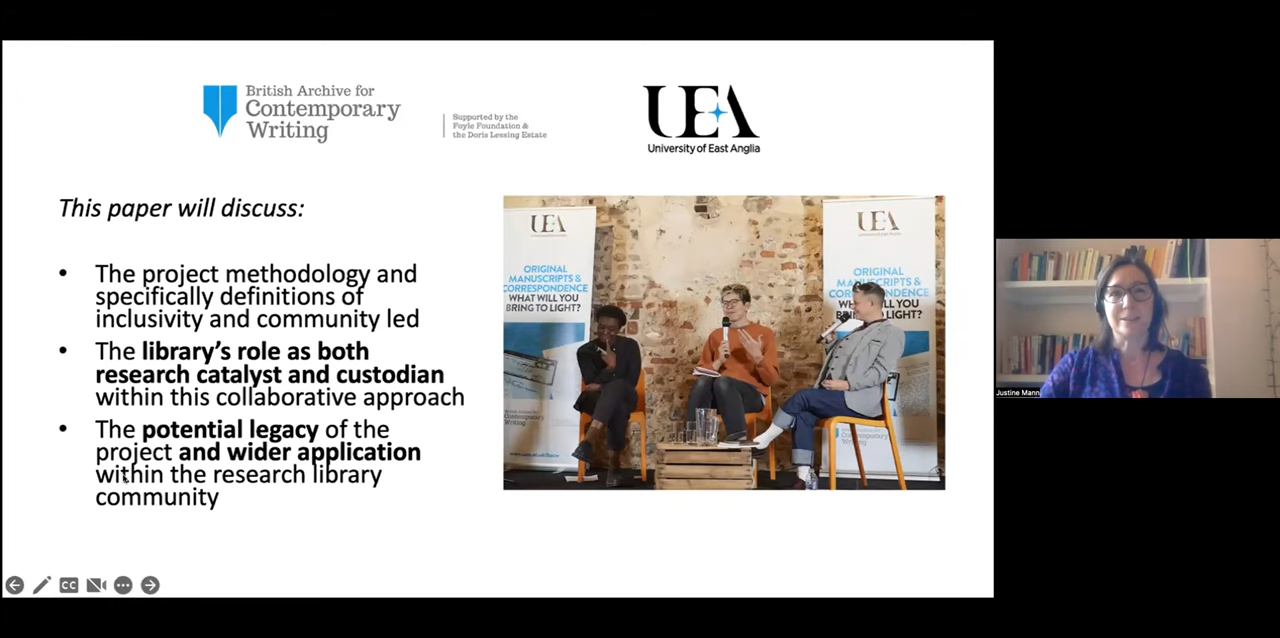 British Archive for
Contemporary
Writing
Supported by the
Foyle Foundation &
the Doris Lessing Estate
UEA
University of East Anglia
This paper will discuss:
• The project methodology and
specifically definitions of
inclusivity and community led
• The library's role as both
research catalyst and custodian
within this collaborative approach
• The potential legacy of the
project and wider application
within the research library
community
UEA
ORIGINAL
MANUSCRIPTS &
CORRESPONDENCE
WHAT WILL YOU
BRING TO LIGHT?
UEA
ORIGINAL
MANUSCRIPTS &
Justine Mann
CC